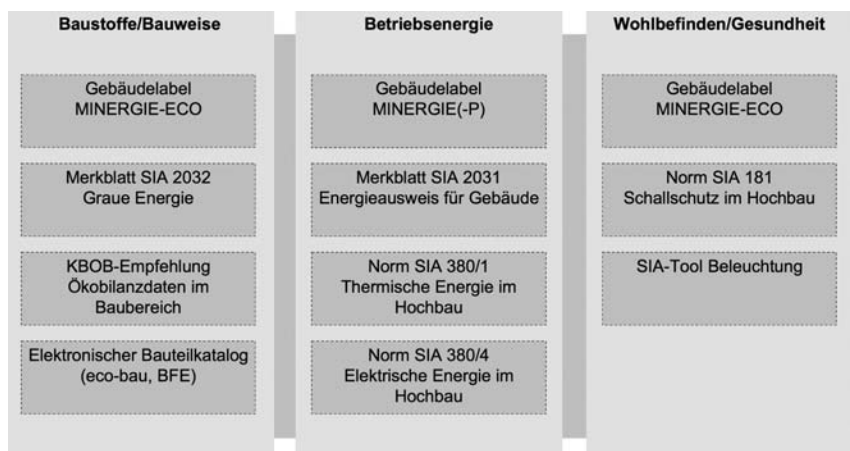 Baustoffe/Bauweise
Gebäudelabel
MINERGIE-ECO
Merkblatt SIA 2032
Graue Energie
KBOB-Empfehlung
Ökobilanzdaten im
Baubereich
Elektronischer Bauteilkatalog
(eco-bau, BFE)
Betriebsenergie
Gebäudelabel
MINERGIE(-P)
Merkblatt SIA 2031
Energieausweis für Gebäude
Norm SIA 380/1
Thermische Energie im
Hochbau
Norm SIA 380/4
Elektrische Energie im
Hochbau
Wohlbefinden/Gesundheit
Gebäudelabel
MINERGIE-ECO
Norm SIA 181
Schallschutz im Hochbau
SIA-Tool Beleuchtung